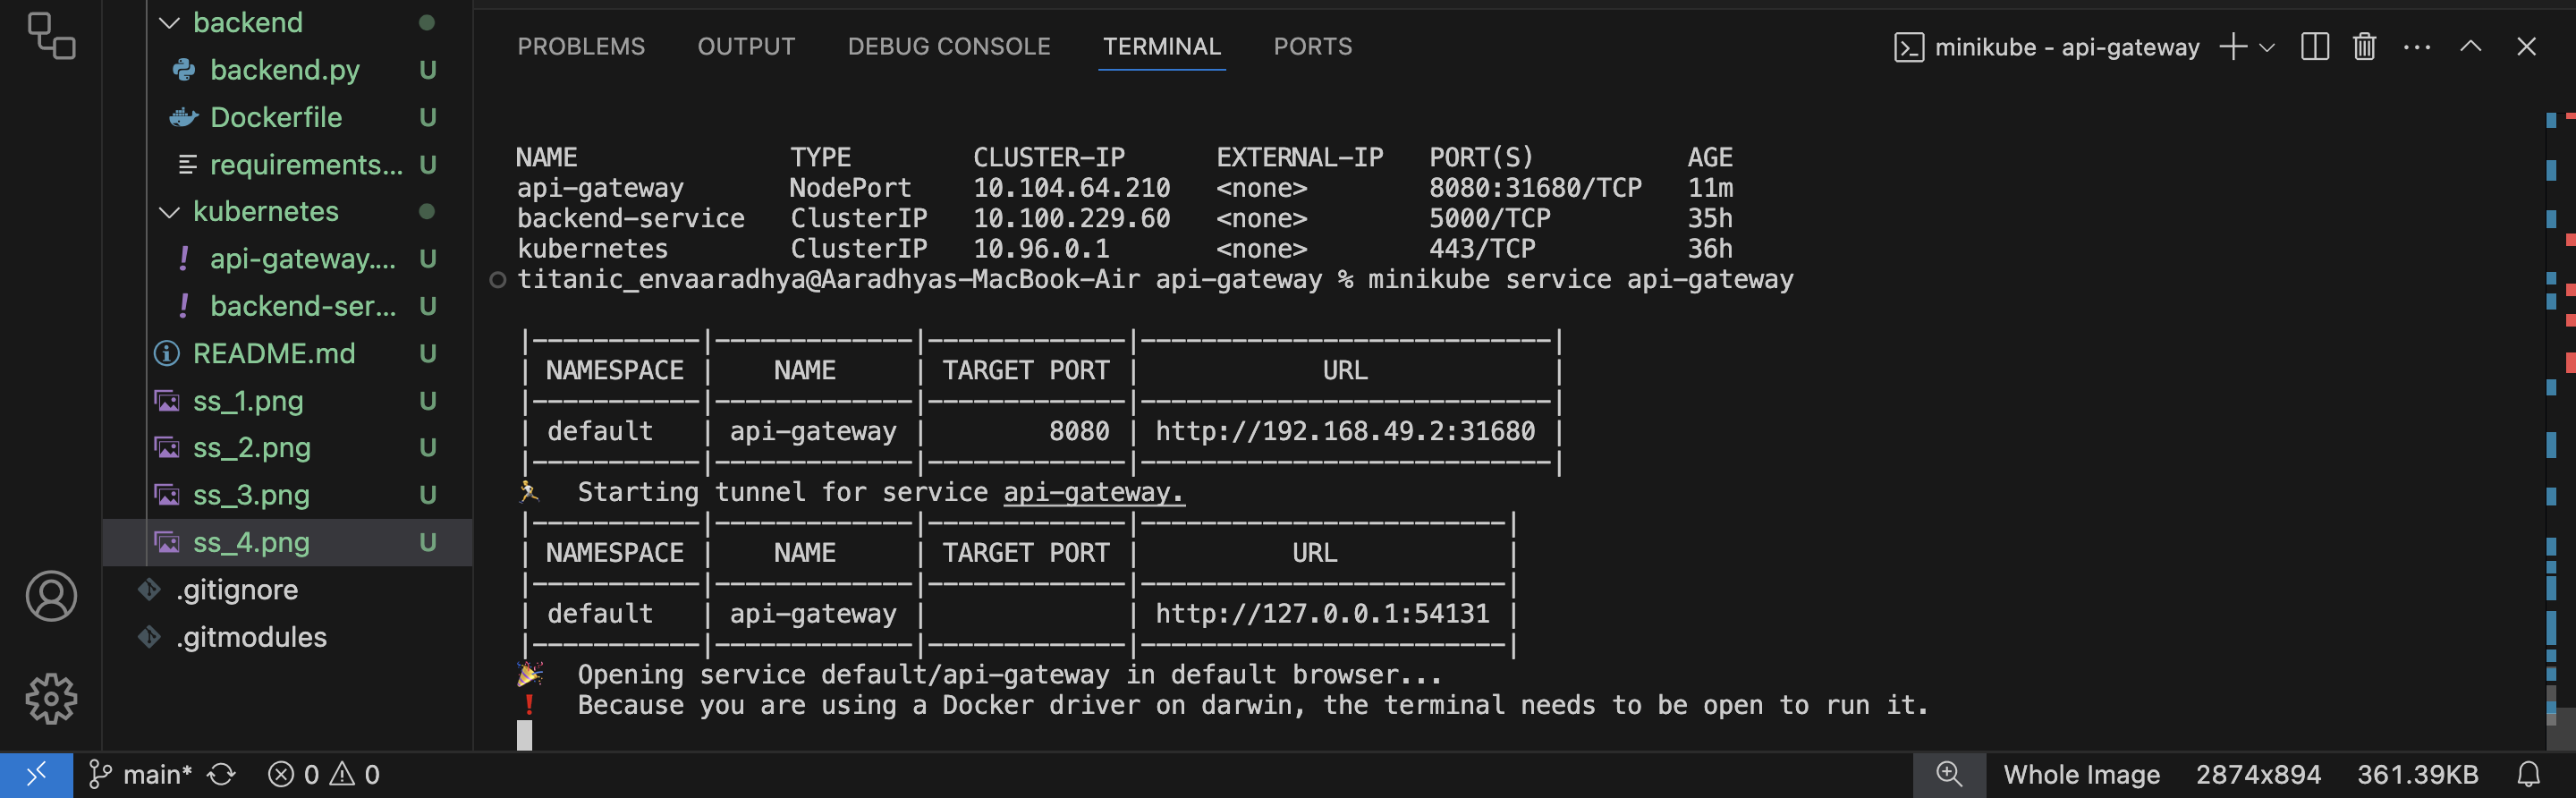 backend
backend.py U
Dockerfile U
requirements... U
kubernetes
! api-gateway.... U
! backend-ser... U
README.md U
ss_1.png U
ss_2.png U
ss_3.png U
ss_4.png U
.gitignore
.gitmodules
PROBLEMS OUTPUT DEBUG CONSOLE TERMINAL PORTS
minikube - api-gateway
NAME TYPE CLUSTER-IP EXTERNAL-IP PORT(S) AGE
api-gateway NodePort 10.104.64.210 <none> 8080:31680/TCP 11m
backend-service ClusterIP 10.100.229.60 <none> 5000/TCP 35h
kubernetes ClusterIP 10.96.0.1 <none> 443/TCP 36h
titanic_envaaradhya@Aaradhyas-MacBook-Air api-gateway % minikube service api-gateway
|-----------|-------------|-------------|---------------------------|
| NAMESPACE | NAME | TARGET PORT | URL |
|-----------|-------------|-------------|---------------------------|
| default | api-gateway | 8080 | http://192.168.49.2:31680 |
|-----------|-------------|-------------|---------------------------|
🏃 Starting tunnel for service api-gateway.
|-----------|-------------|-------------|------------------------|
| NAMESPACE | NAME | TARGET PORT | URL |
|-----------|-------------|-------------|------------------------|
| default | api-gateway | | http://127.0.0.1:54131 |
|-----------|-------------|-------------|------------------------|
🎉 Opening service default/api-gateway in default browser...
❗ Because you are using a Docker driver on darwin, the terminal needs to be open to run it.
main* 0 0 Whole Image 2874x894 361.39KB